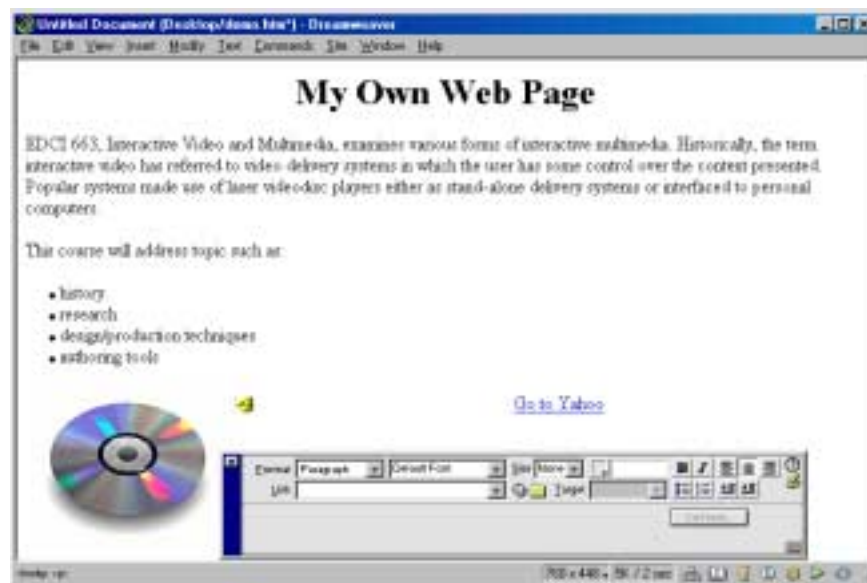 Untitled Document (Desktop/demo.htm*) - Dreamweaver
File Edit View Insert Modify Text Commands Site Window Help
My Own Web Page
EDCI 663, Interactive Video and Multimedia, examines various forms of interactive multimedia. Historically, the term
interactive video has referred to video delivery systems in which the user has some control over the content presented.
Popular systems made use of laser videodisc players either as stand-alone delivery systems or interfaced to personal
computers.
This course will address topic such as:
• history
• research
• design/production techniques
• authoring tools
Go to Yahoo
Format Paragraph Default Font Size None B I
Link Target
768 x 448 9K / 2 sec